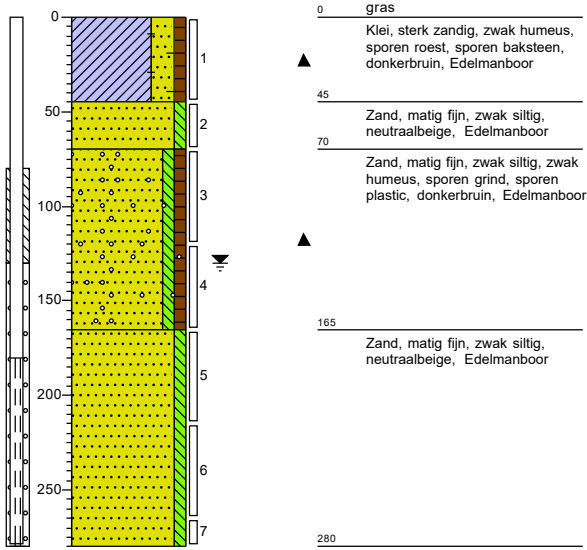 0
50
100
150
200
250
1
2
3
4
5
6
7
0 gras
Klei, sterk zandig, zwak humeus,
sporen roest, sporen baksteen,
donkerbruin, Edelmanboor
45
Zand, matig fijn, zwak siltig,
neutraalbeige, Edelmanboor
70
Zand, matig fijn, zwak siltig, zwak
humeus, sporen grind, sporen
plastic, donkerbruin, Edelmanboor
165
Zand, matig fijn, zwak siltig,
neutraalbeige, Edelmanboor
280